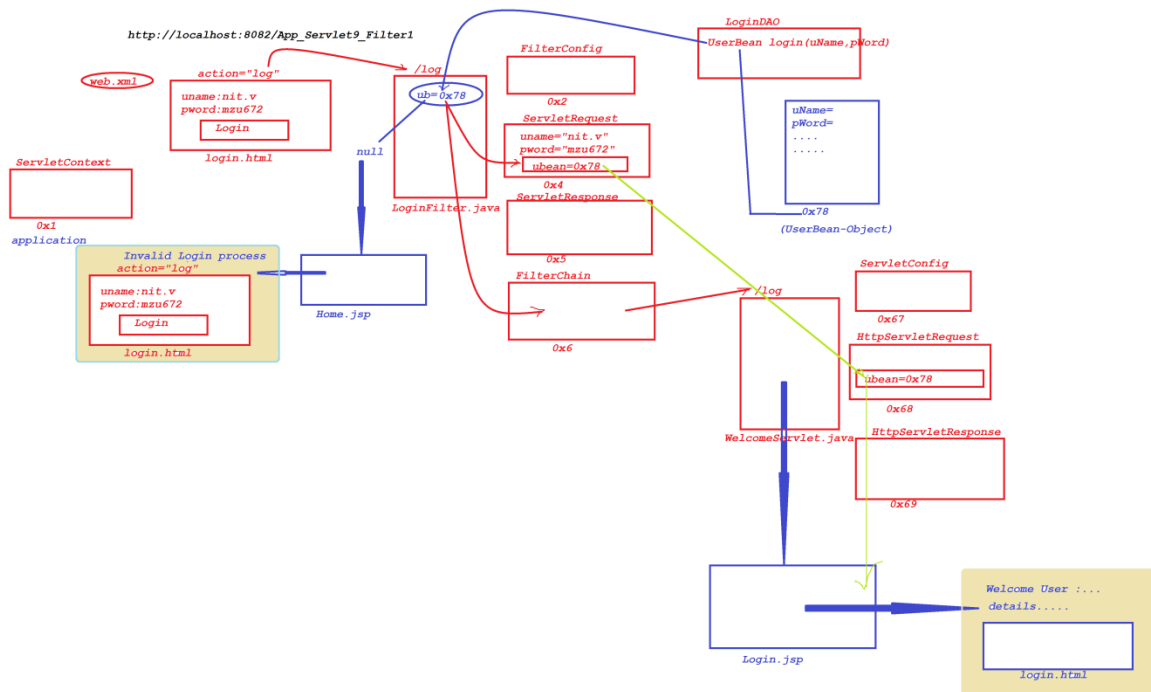 http://localhost:8082/App_Servlet9_Filter1
web.xml
action="log"
uname:nit.v
pword:mzu672
Login
login.html
ServletContext
0x1
application
/log
ub=0x78
null
LoginFilter.java
FilterConfig
0x2
ServletRequest
uname="nit.v"
pword="mzu672"
ubean=0x78
0x4
ServletResponse
0x5
FilterChain
0x6
LoginDAO
UserBean login(uName,pWord)
uName=
pWord=
....
.....
0x78
(UserBean-Object)
Invalid Login process
action="log"
uname:nit.v
pword:mzu672
Login
login.html
Home.jsp
/log
WelcomeServlet.java
ServletConfig
0x67
HttpServletRequest
ubean=0x78
0x68
HttpServletResponse
0x69
Login.jsp
Welcome User :...
details.....
login.html